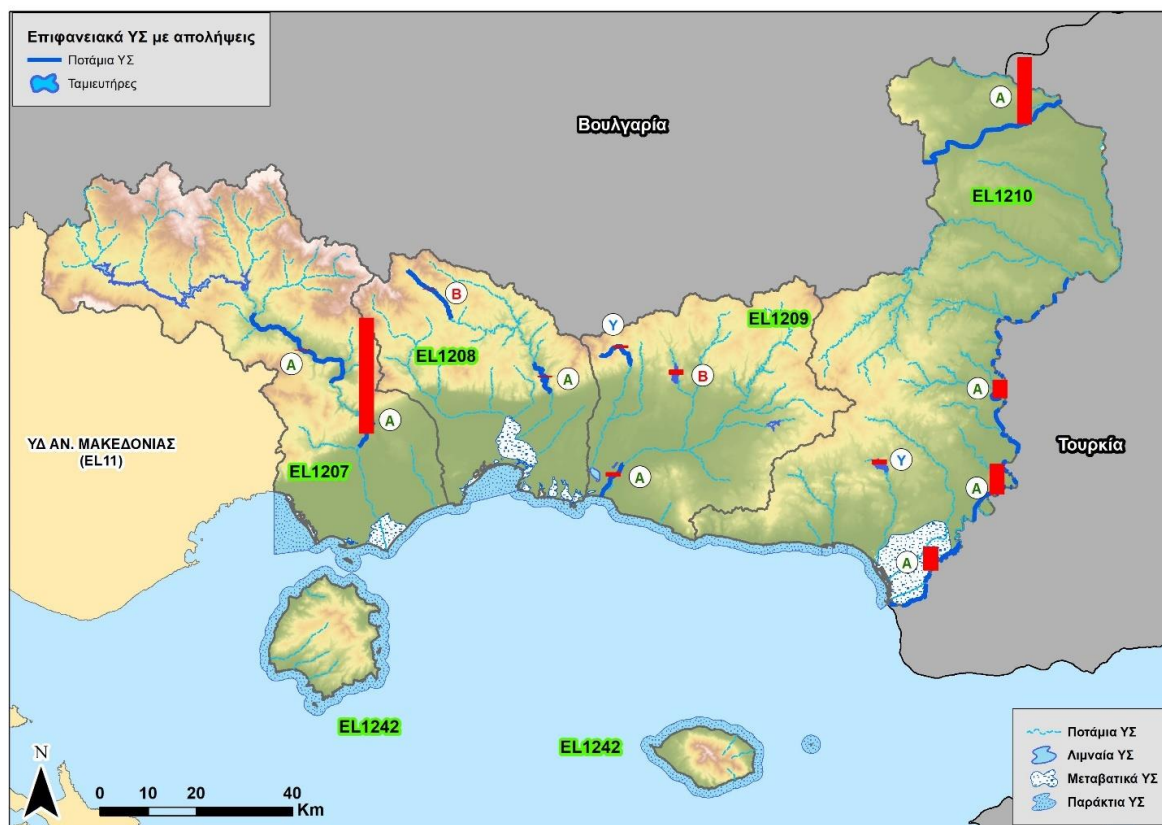 Επιφανειακά ΥΣ με απολήψεις
Ποτάμια ΥΣ
Ταμιευτήρες
Βουλγαρία
A
EL1210
B
EL1209
Y
EL1208
A
A
B
A
A
ΥΔ ΑΝ. ΜΑΚΕΔΟΝΙΑΣ
(EL11)
Τουρκία
EL1207
Y
A
A
A
EL1242
EL1242
N
0 10 20 40
Km
Ποτάμια ΥΣ
Λιμναία ΥΣ
Μεταβατικά ΥΣ
Παράκτια ΥΣ